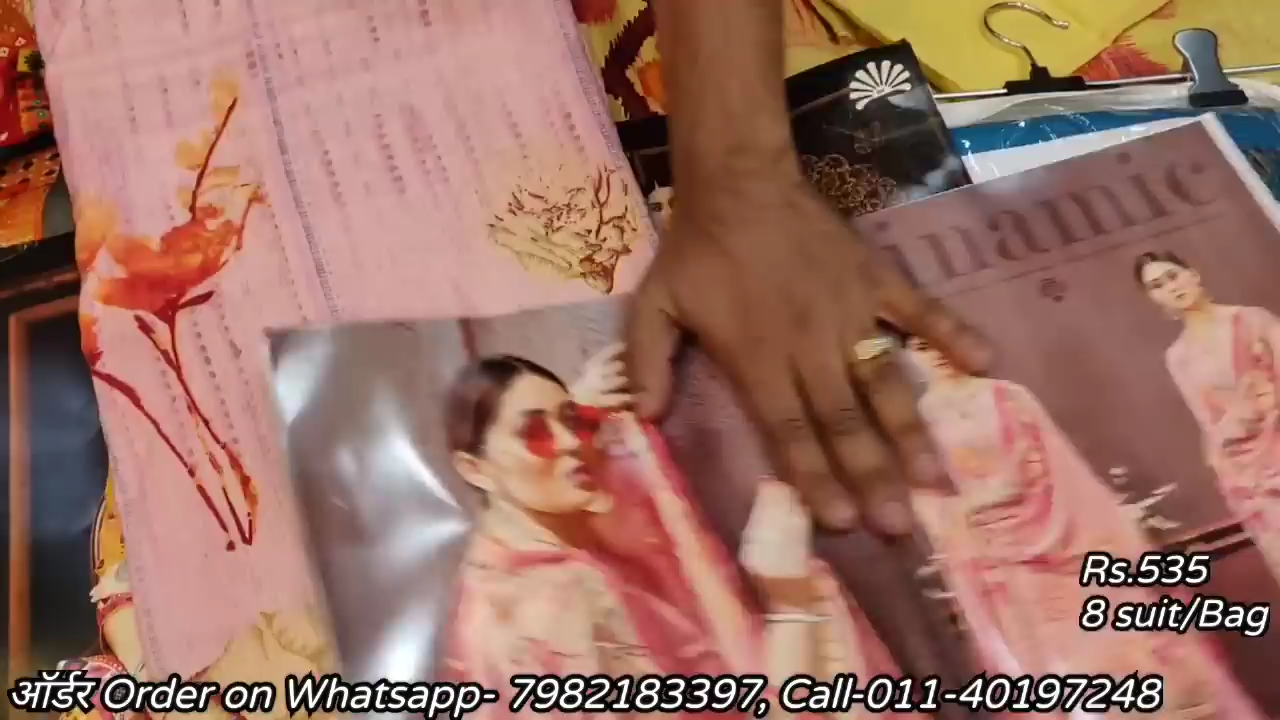 inamic
Rs.535
8 suit/Bag
ऑर्डर Order on Whatsapp- 7982183397, Call-011-40197248